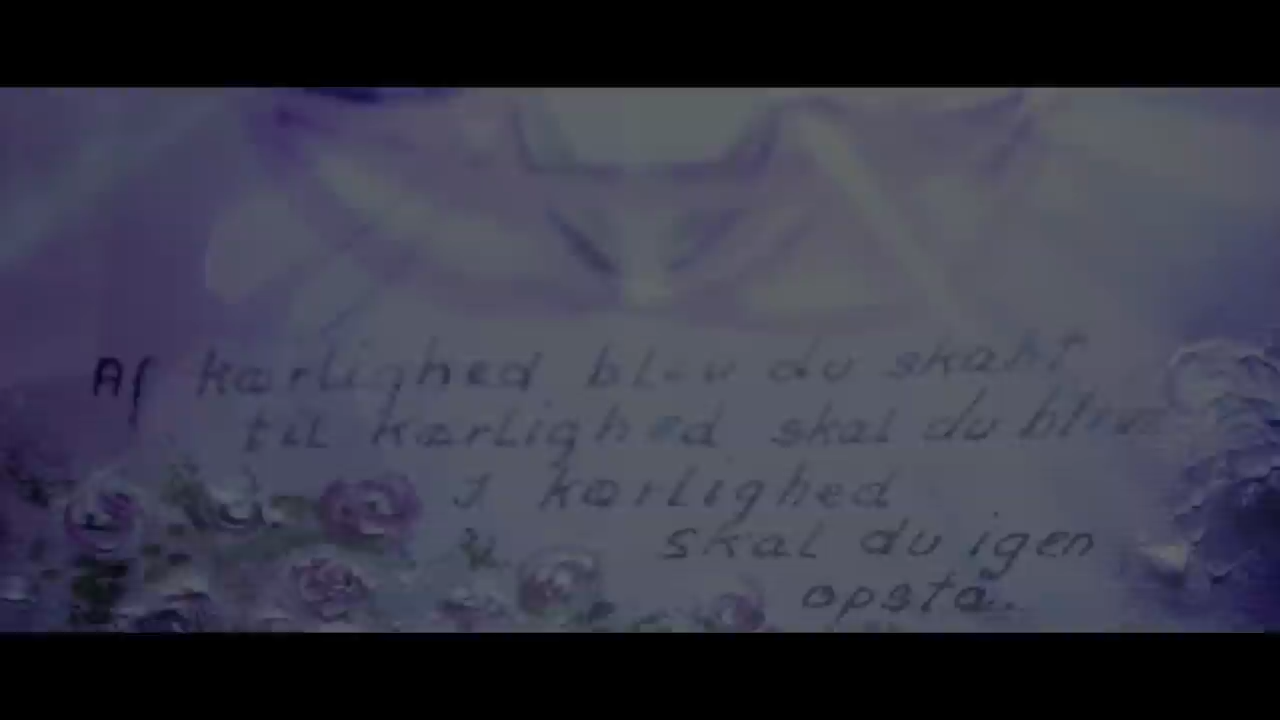 Af kærlighed blev du skabt
til kærlighed skal du blive
I kærlighed
skal du igen
opstå.